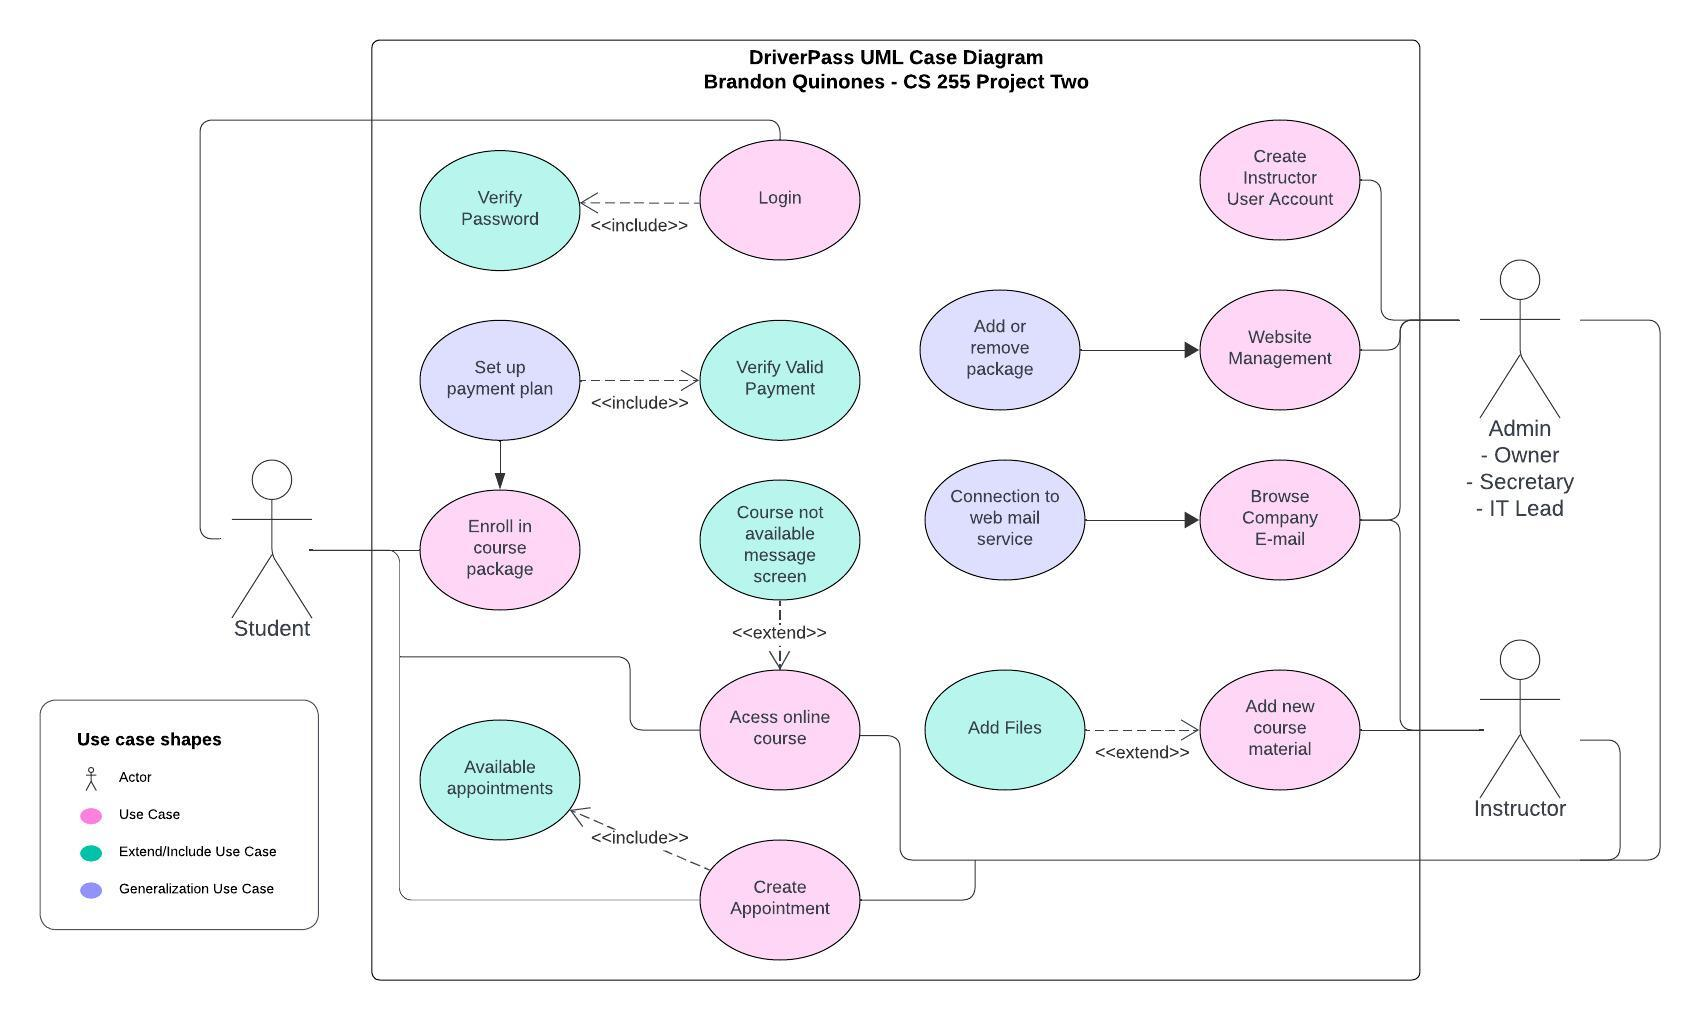 DriverPass UML Case Diagram
Brandon Quinones - CS 255 Project Two
Verify
Password
<<include>>
Login
Create
Instructor
User Account
Set up
payment plan
<<include>>
Verify Valid
Payment
Add or
remove
package
Website
Management
Admin
- Owner
- Secretary
- IT Lead
Enroll in
course
package
Course not
available
message
screen
Connection to
web mail
service
Browse
Company
E-mail
Student
<<extend>>
Acess online
course
Add Files
<<extend>>
Add new
course
material
Instructor
Available
appointments
<<include>>
Create
Appointment
Use case shapes
Actor
Use Case
Extend/Include Use Case
Generalization Use Case